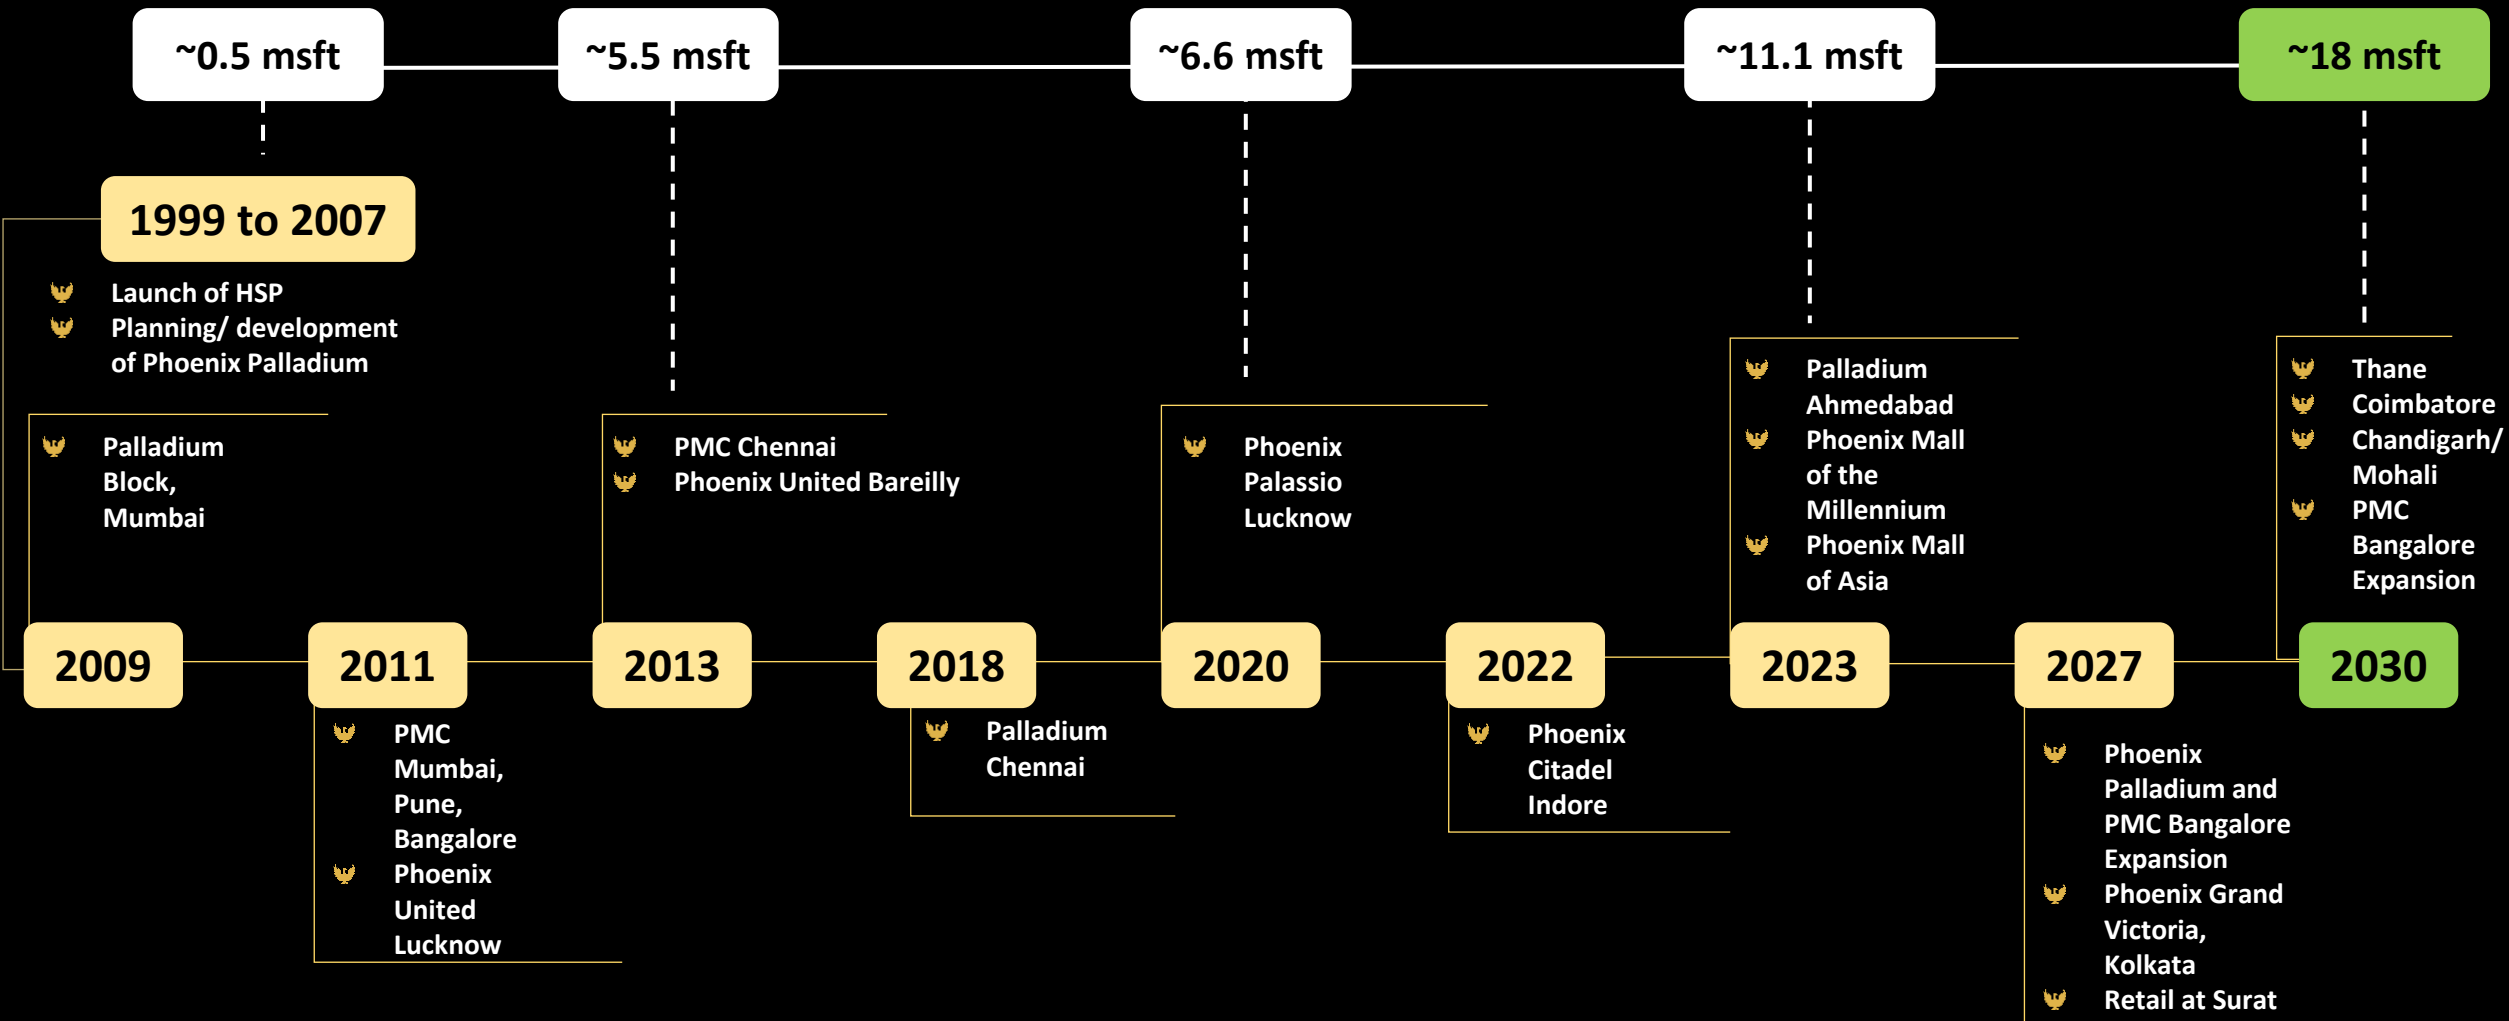 ~0.5 msft
~5.5 msft
~6.6 msft
~11.1 msft
~18 msft
1999 to 2007
Launch of HSP
Planning/ development
of Phoenix Palladium
Palladium
Block,
Mumbai
PMC Chennai
Phoenix United Bareilly
Phoenix
Palassio
Lucknow
Palladium
Ahmedabad
Phoenix Mall
of the
Millennium
Phoenix Mall
of Asia
Thane
Coimbatore
Chandigarh/
Mohali
PMC
Bangalore
Expansion
2009
2011
2013
2018
2020
2022
2023
2027
2030
PMC
Mumbai,
Pune,
Bangalore
Phoenix
United
Lucknow
Palladium
Chennai
Phoenix
Citadel
Indore
Phoenix
Palladium and
PMC Bangalore
Expansion
Phoenix Grand
Victoria,
Kolkata
Retail at Surat